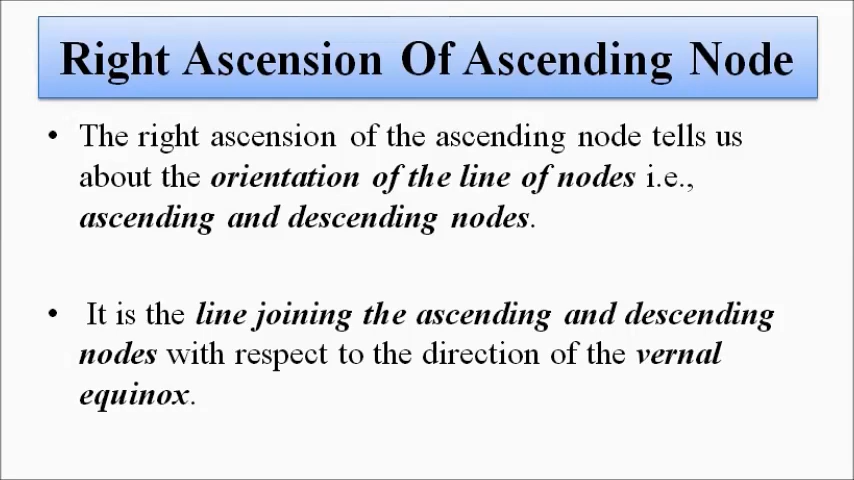 Right Ascension Of Ascending Node
• The right ascension of the ascending node tells us
about the orientation of the line of nodes i.e.,
ascending and descending nodes.
• It is the line joining the ascending and descending
nodes with respect to the direction of the vernal
equinox.